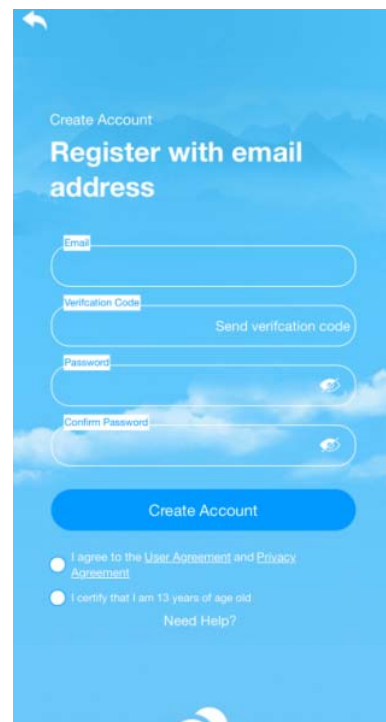 Create Account
Register with email
address
Email
Verifcation Code
Send verifcation code
Password
Confirm Password
Create Account
I agree to the User Agreement and Privacy
Agreement
I certify that I am 13 years of age old
Need Help?